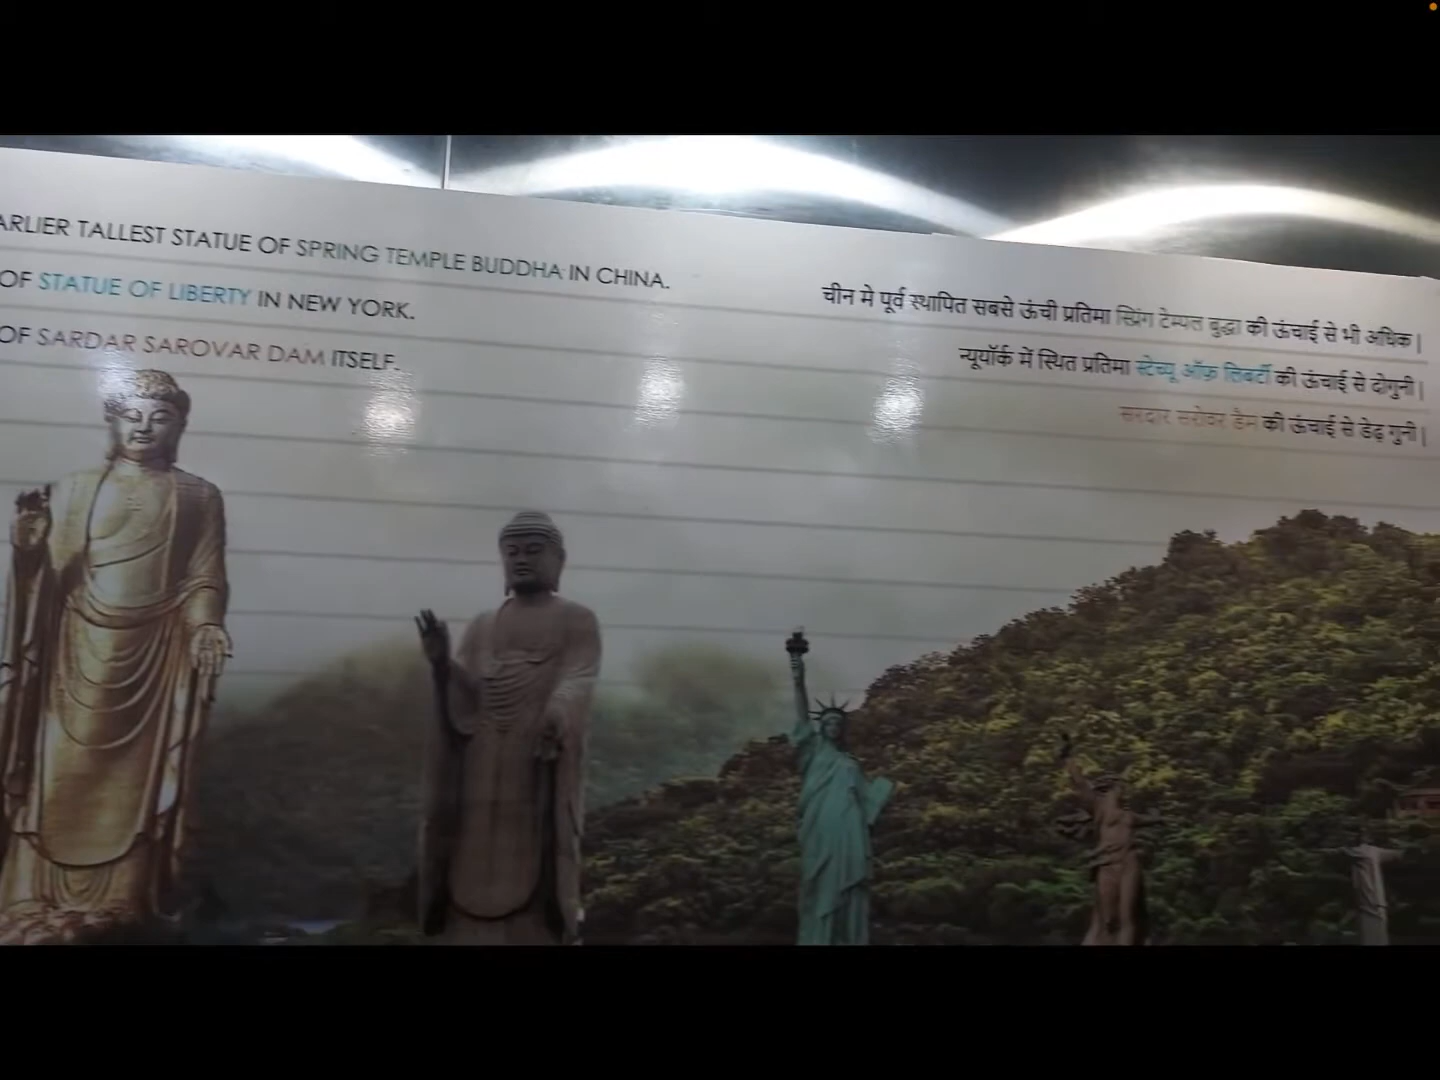 ARLIER TALLEST STATUE OF SPRING TEMPLE BUDDHA IN CHINA.
OF STATUE OF LIBERTY IN NEW YORK.
OF SARDAR SAROVAR DAM ITSELF.
चीन मे पूर्व स्थापित सबसे ऊंची प्रतिमा स्प्रिंग टेम्पल बुद्धा की ऊंचाई से भी अधिक|
न्यूयॉर्क में स्थित प्रतिमा स्टेच्यू ऑफ़ लिबर्टी की ऊंचाई से दोगुनी|
सरदार सरोवर डैम की ऊंचाई से डेढ़ गुनी|